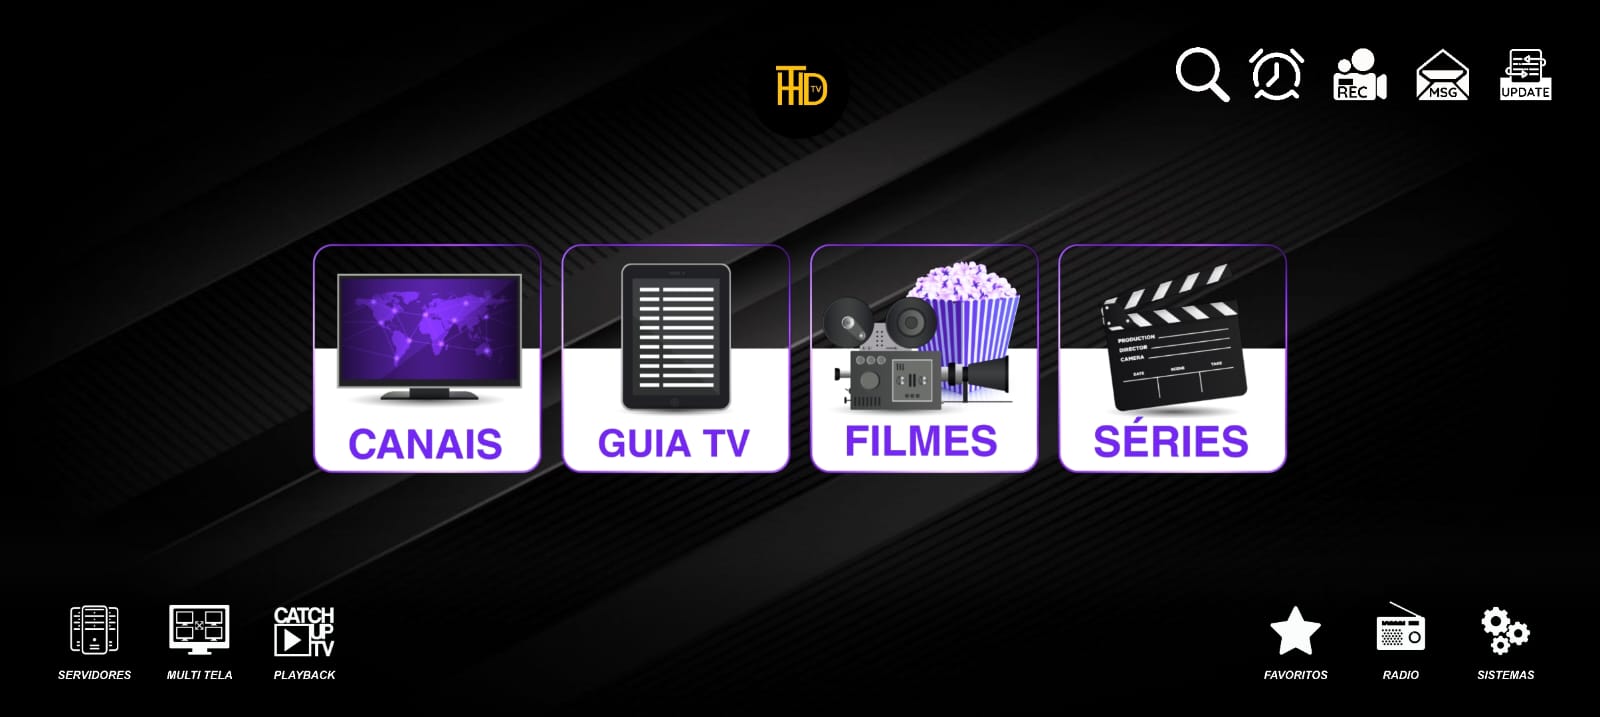 HTD TV
REC
MSG
UPDATE
PRODUCTION
DIRECTOR
CAMERA
DATE SCENE TAKE
CANAIS
GUIA TV
FILMES
SÉRIES
CATCH
UP
TV
SERVIDORES
MULTI TELA
PLAYBACK
FAVORITOS
RADIO
SISTEMAS